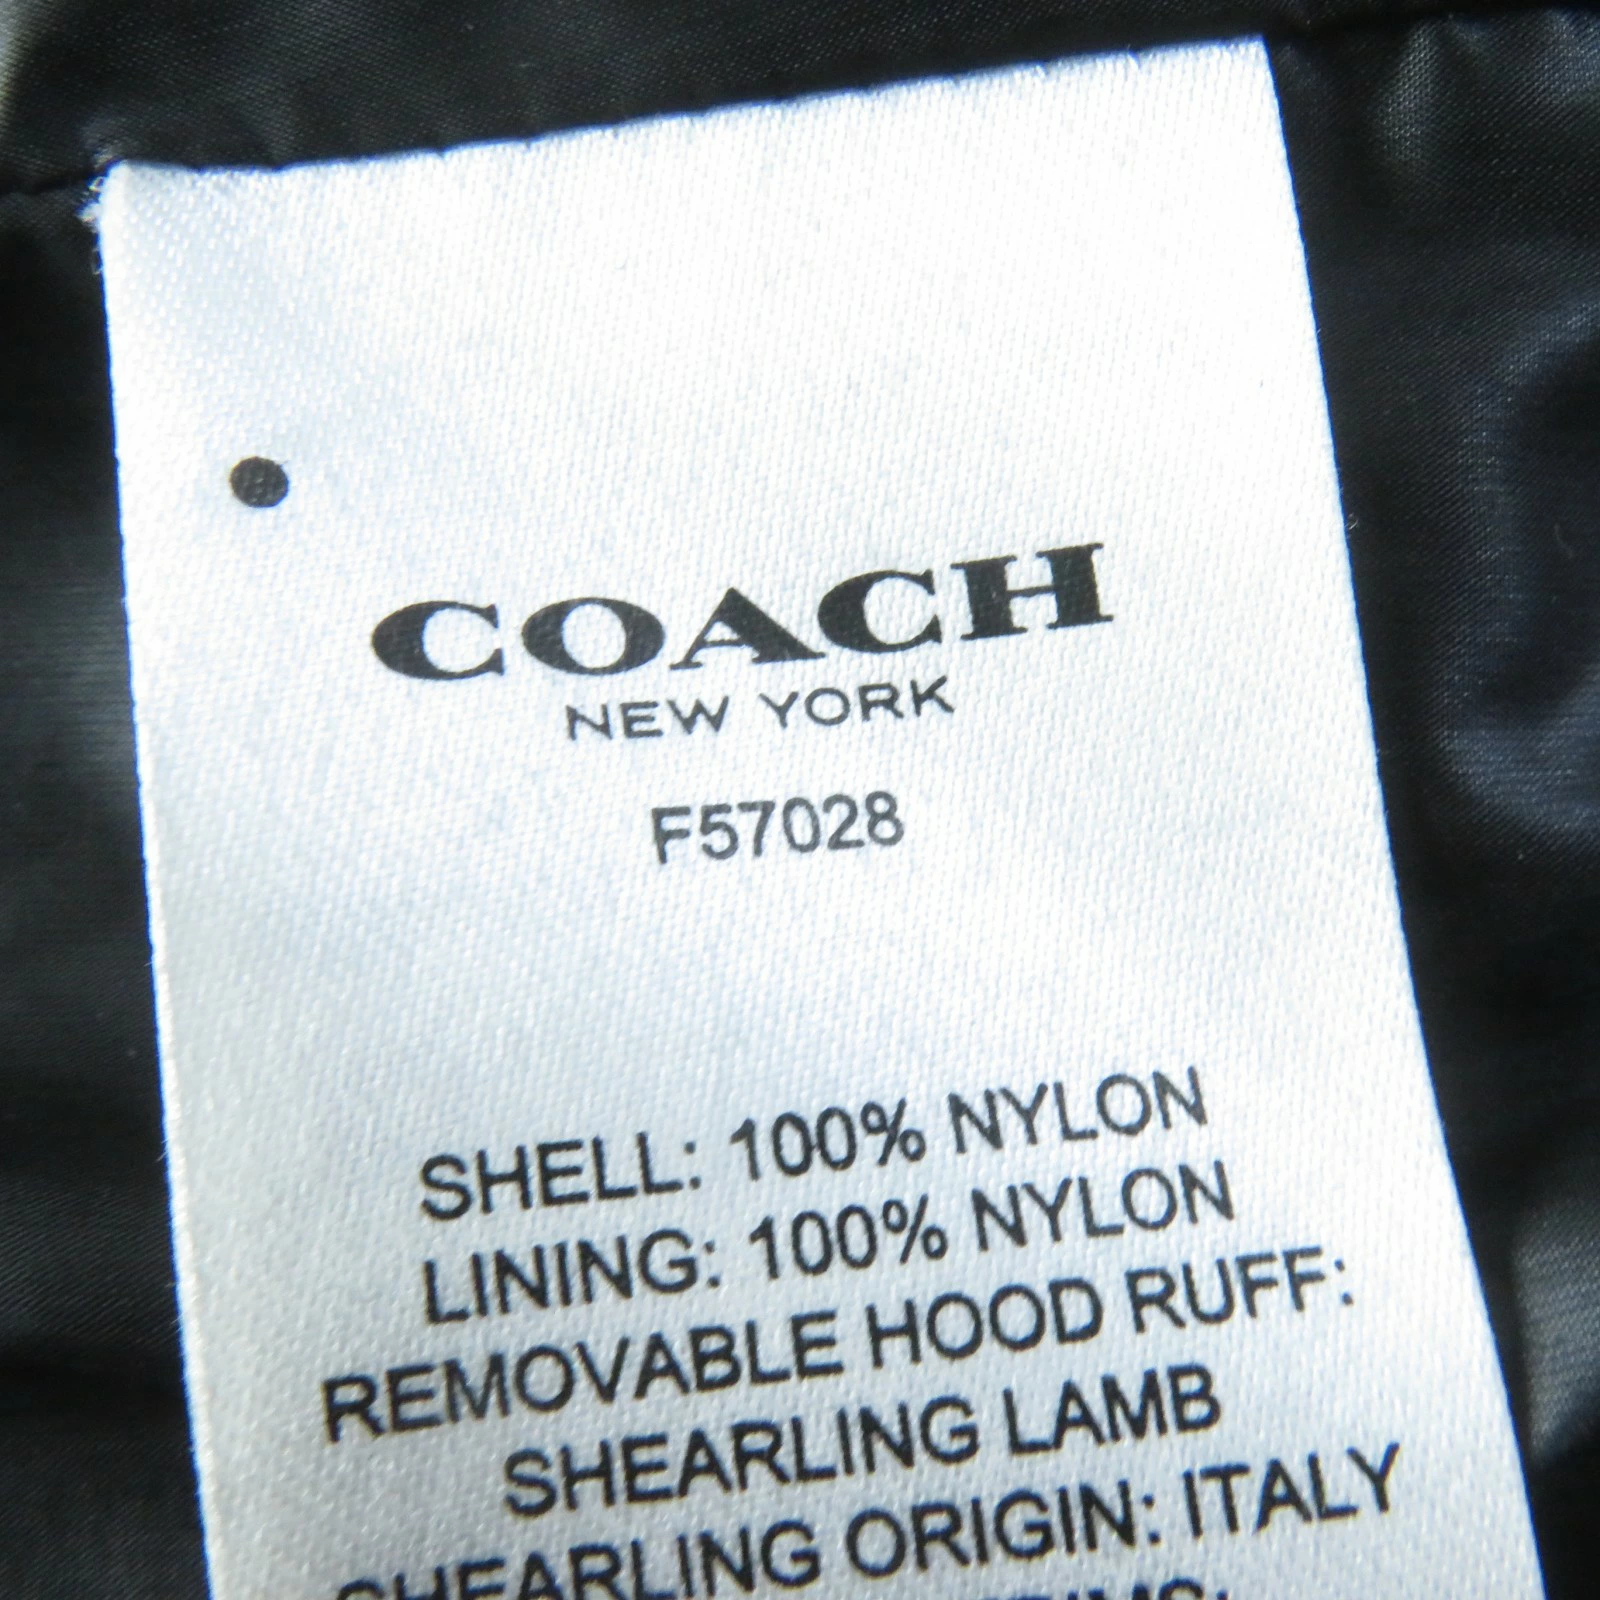 COACH
NEW YORK
F57028
SHELL: 100% NYLON
LINING: 100% NYLON
REMOVABLE HOOD RUFF:
SHEARLING LAMB
SHEARLING ORIGIN: ITALY